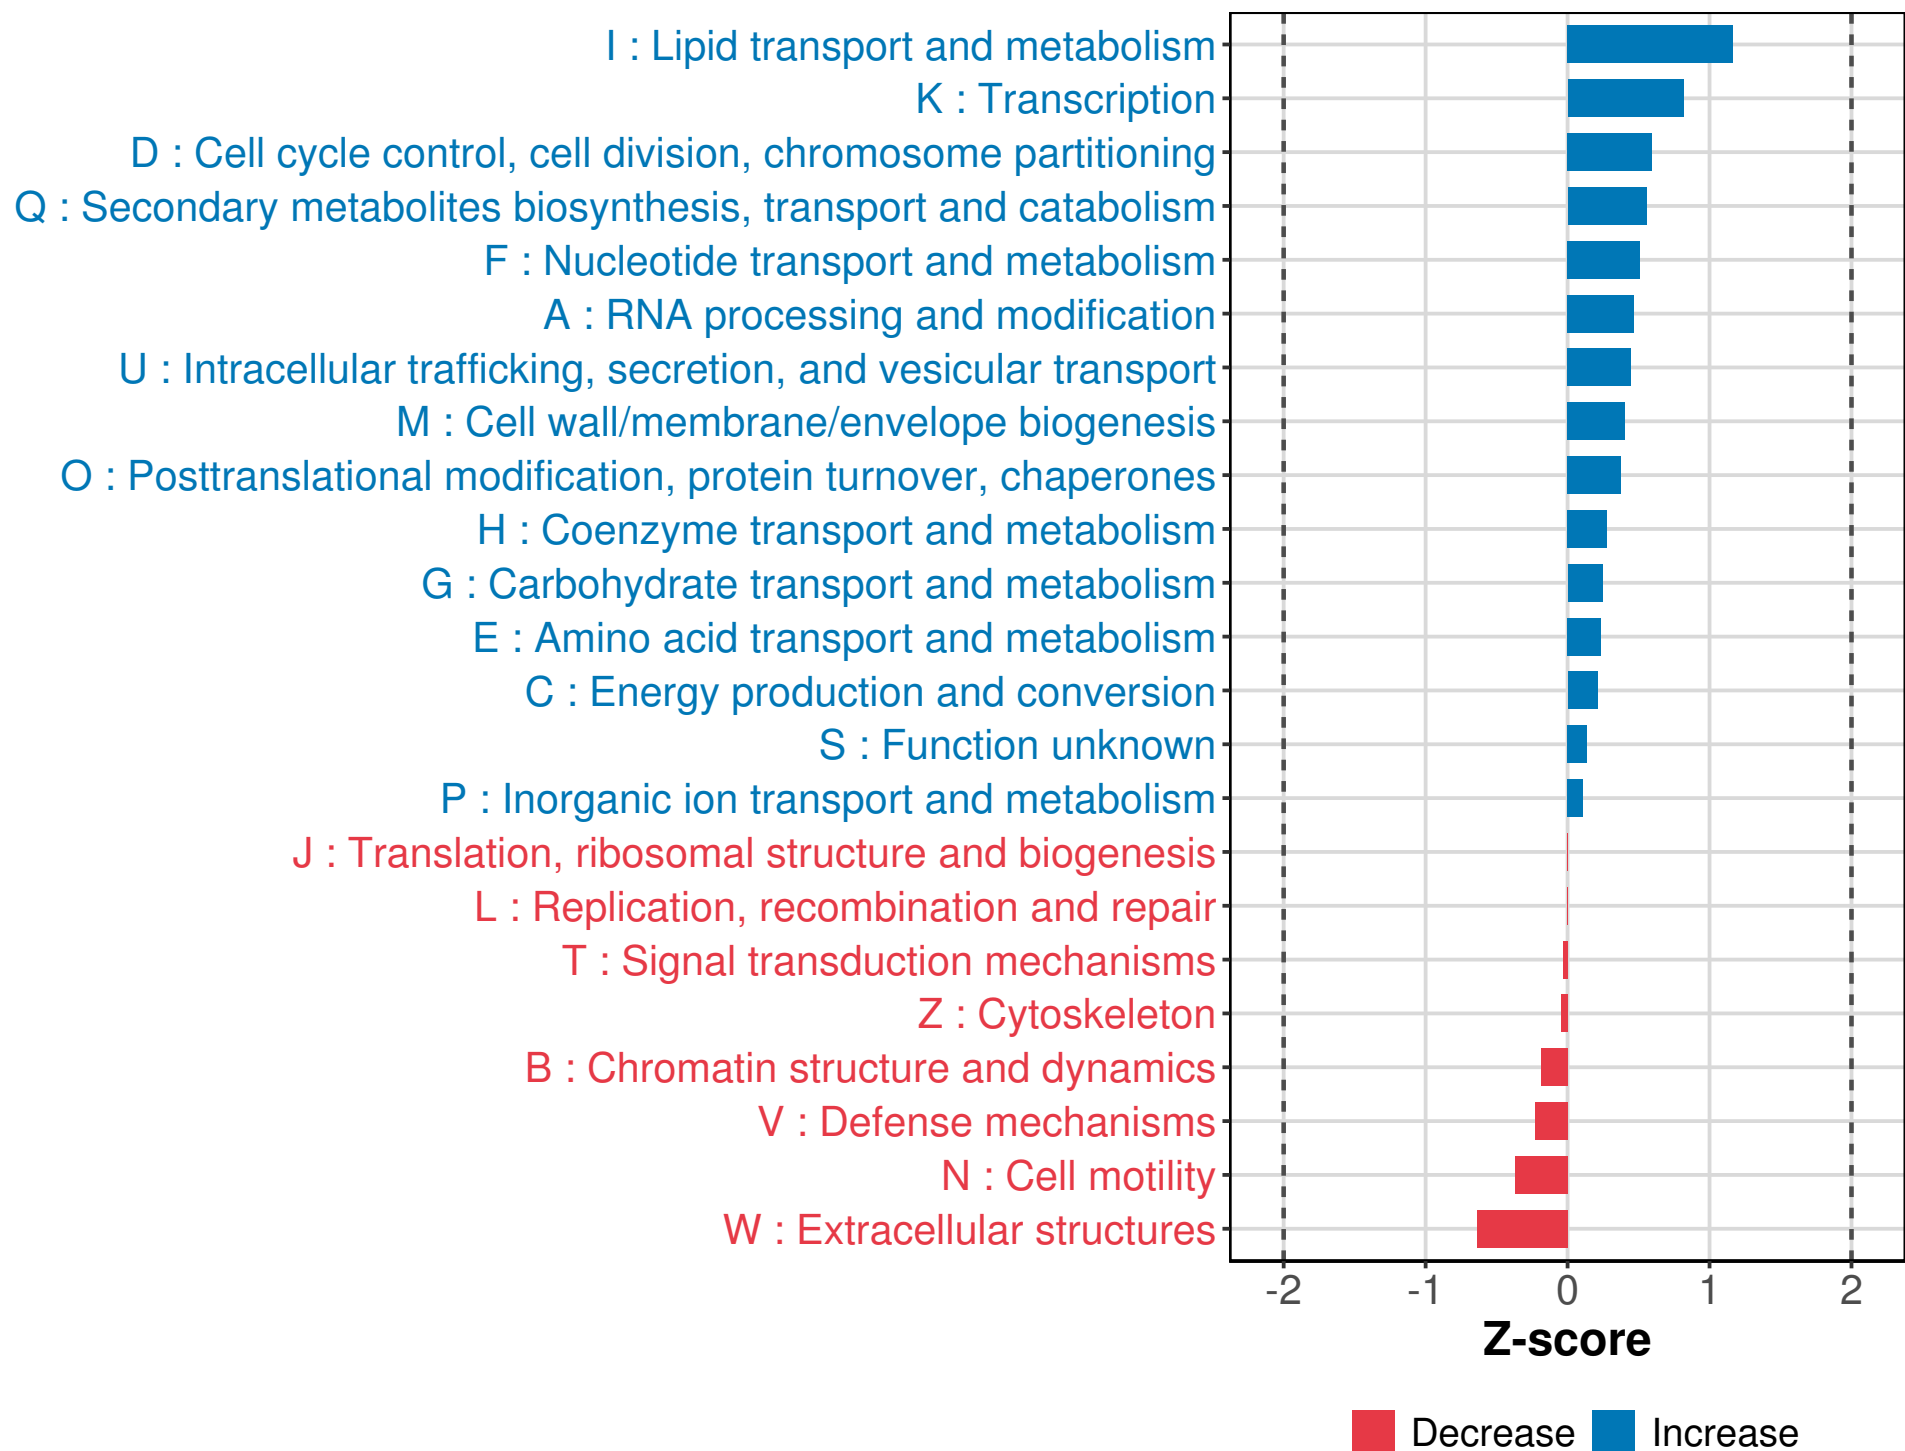 I : Lipid transport and metabolism
K : Transcription
D : Cell cycle control, cell division, chromosome partitioning
Q : Secondary metabolites biosynthesis, transport and catabolism
F : Nucleotide transport and metabolism
A : RNA processing and modification
U : Intracellular trafficking, secretion, and vesicular transport
M : Cell wall/membrane/envelope biogenesis
O : Posttranslational modification, protein turnover, chaperones
H : Coenzyme transport and metabolism
G : Carbohydrate transport and metabolism
E : Amino acid transport and metabolism
C : Energy production and conversion
S : Function unknown
P : Inorganic ion transport and metabolism
J : Translation, ribosomal structure and biogenesis
L : Replication, recombination and repair
T : Signal transduction mechanisms
Z : Cytoskeleton
B : Chromatin structure and dynamics
V : Defense mechanisms
N : Cell motility
W : Extracellular structures
-2 -1 0 1 2
Z-score
Decrease Increase